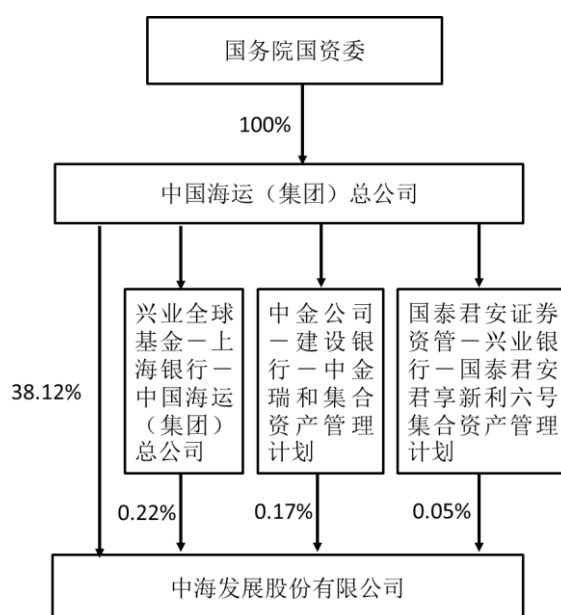 国务院国资委
100%
中国海运（集团）总公司
兴业全球
基金－上
海银行－
中国海运
（集团）
总公司
中金公司
－建设银
行－中金
瑞和集合
资产管理
计划
国泰君安证券
资管－兴业银
行－国泰君安
君享新利六号
集合资产管理
计划
38.12%
0.22%
0.17%
0.05%
中海发展股份有限公司